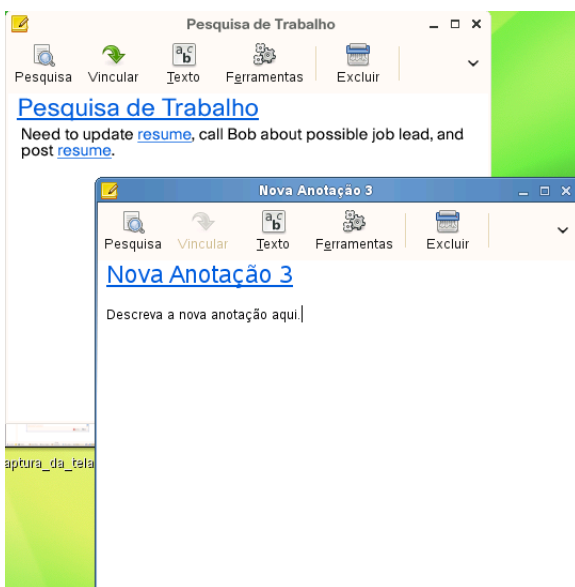 Pesquisa de Trabalho
Pesquisa Vincular Texto Ferramentas Excluir
Pesquisa de Trabalho
Need to update resume, call Bob about possible job lead, and
post resume.
Nova Anotação 3
Pesquisa Vincular Texto Ferramentas Excluir
Nova Anotação 3
Descreva a nova anotação aqui.
aptura_da_tela